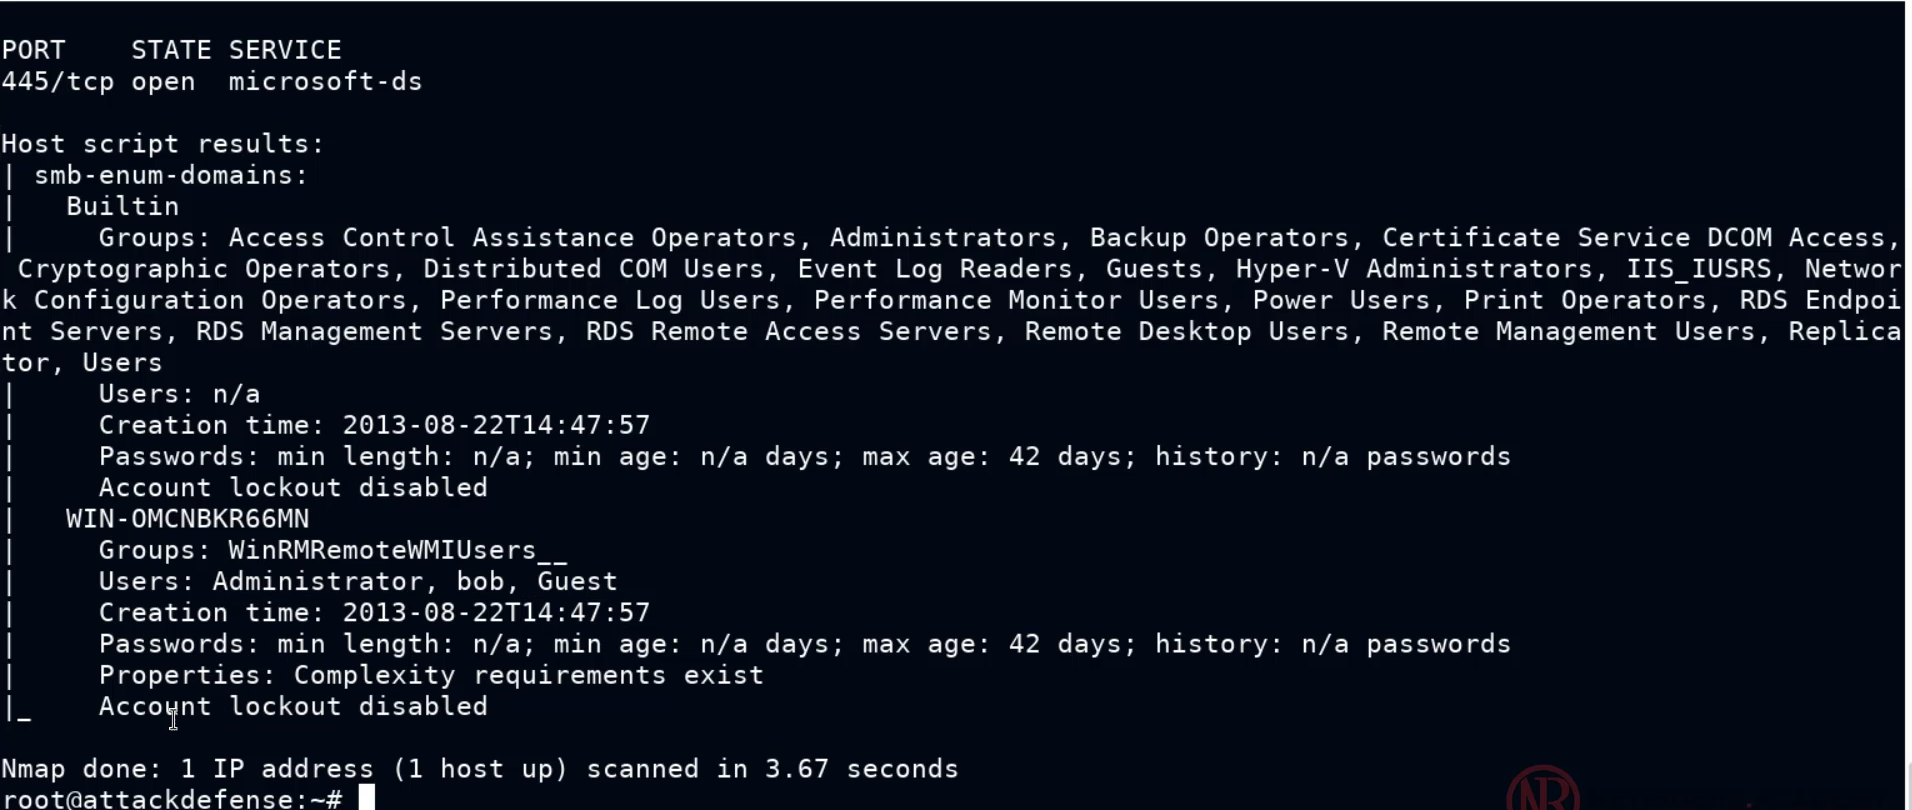 PORT    STATE SERVICE
445/tcp open  microsoft-ds
Host script results:
| smb-enum-domains:
|   Builtin
|     Groups: Access Control Assistance Operators, Administrators, Backup Operators, Certificate Service DCOM Access,
 Cryptographic Operators, Distributed COM Users, Event Log Readers, Guests, Hyper-V Administrators, IIS_IUSRS, Networ
k Configuration Operators, Performance Log Users, Performance Monitor Users, Power Users, Print Operators, RDS Endpoi
nt Servers, RDS Management Servers, RDS Remote Access Servers, Remote Desktop Users, Remote Management Users, Replica
tor, Users
|     Users: n/a
|     Creation time: 2013-08-22T14:47:57
|     Passwords: min length: n/a; min age: n/a days; max age: 42 days; history: n/a passwords
|     Account lockout disabled
|   WIN-OMCNBKR66MN
|     Groups: WinRMRemoteWMIUsers__
|     Users: Administrator, bob, Guest
|     Creation time: 2013-08-22T14:47:57
|     Passwords: min length: n/a; min age: n/a days; max age: 42 days; history: n/a passwords
|     Properties: Complexity requirements exist
|_    Account lockout disabled
Nmap done: 1 IP address (1 host up) scanned in 3.67 seconds
root@attackdefense:~#